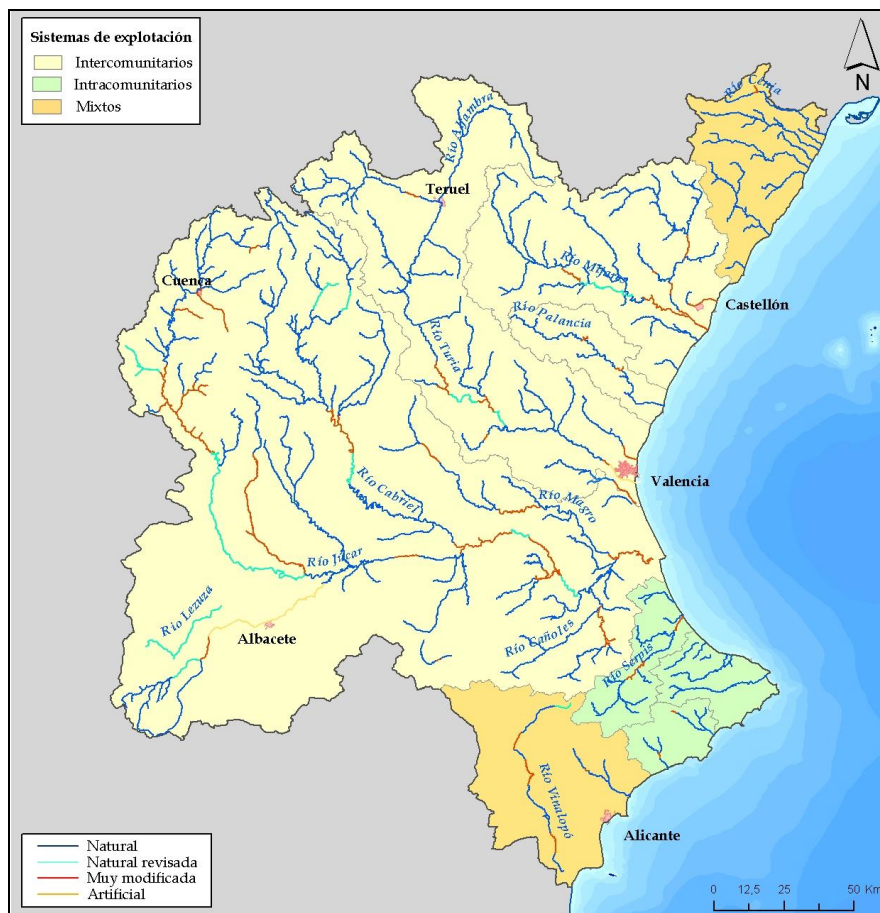 Sistemas de explotación
Intercomunitarios
Intracomunitarios
Mixtos
N
Río Cenia
Río Alhambra
Teruel
Cuenca
Río Mijares
Castellón
Río Palancia
Río Turia
Valencia
Río Cabriel
Río Magro
Río Júcar
Río Lezuza
Albacete
Río Cañoles
Río Serpis
Río Vinalopó
Alicante
Natural
Natural revisada
Muy modificada
Artificial
0 12,5 25 50 Km